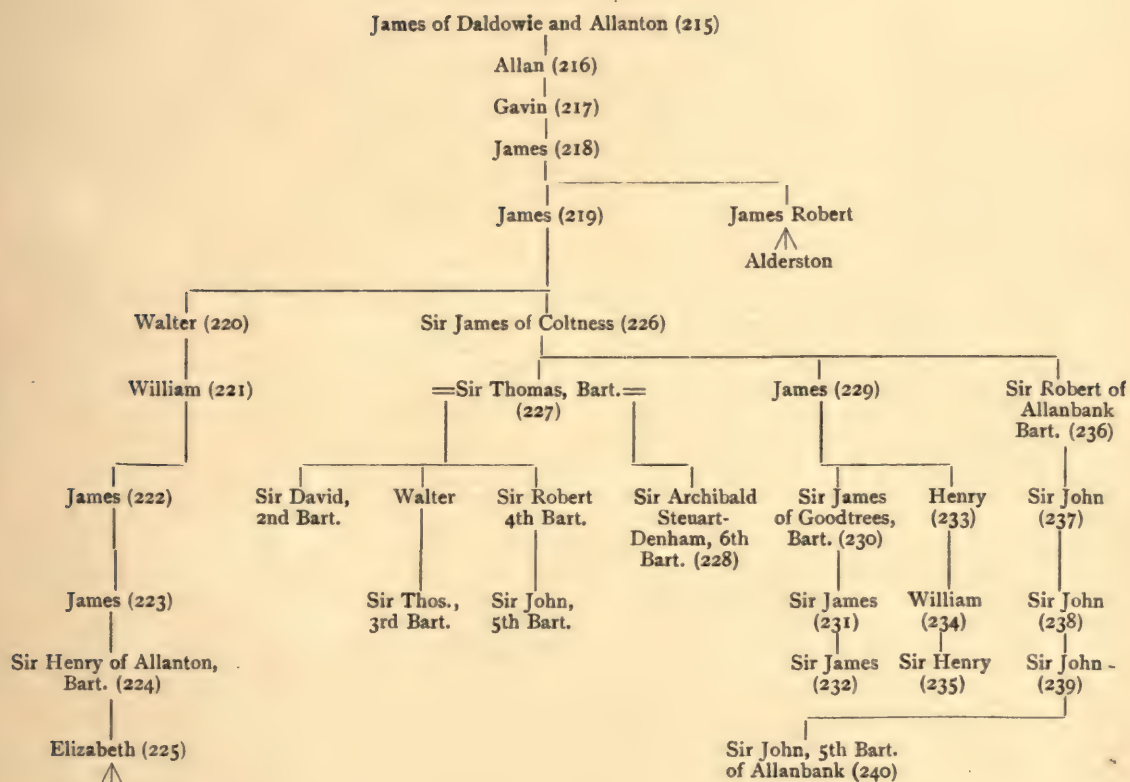 James of Daldowie and Allanton (215)
Allan (216)
Gavin (217)
James (218)
James (219) James Robert
Alderston
Walter (220) Sir James of Coltness (226)
William (221) =Sir Thomas, Bart.= James (229) Sir Robert of
(227) Allanbank
Bart. (236)
James (222) Sir David, Walter Sir Robert Sir Archibald Sir James Henry Sir John
2nd Bart. 4th Bart. Steuart- of Goodtrees, (233) (237)
Denham, 6th Bart. (230)
Bart. (228)
James (223) Sir Thos., Sir John, Sir James William Sir John
3rd Bart. 5th Bart. (231) (234) (238)
Sir Henry of Allanton, Sir James Sir Henry Sir John
Bart. (224) (232) (235) (239)
Elizabeth (225) Sir John, 5th Bart.
of Allanbank (240)